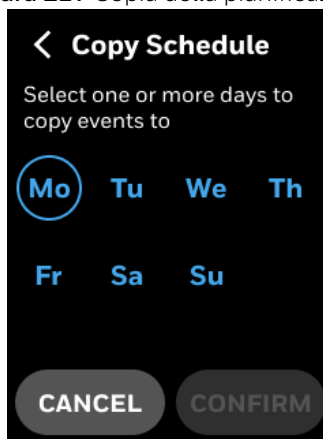 Copy Schedule
Select one or more days to
copy events to
Mo Tu We Th
Fr Sa Su
CANCEL CONFIRM